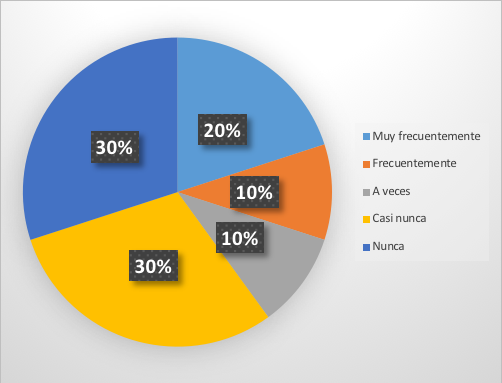 20%
10%
10%
30%
30%
Muy frecuentemente
Frecuentemente
A veces
Casi nunca
Nunca